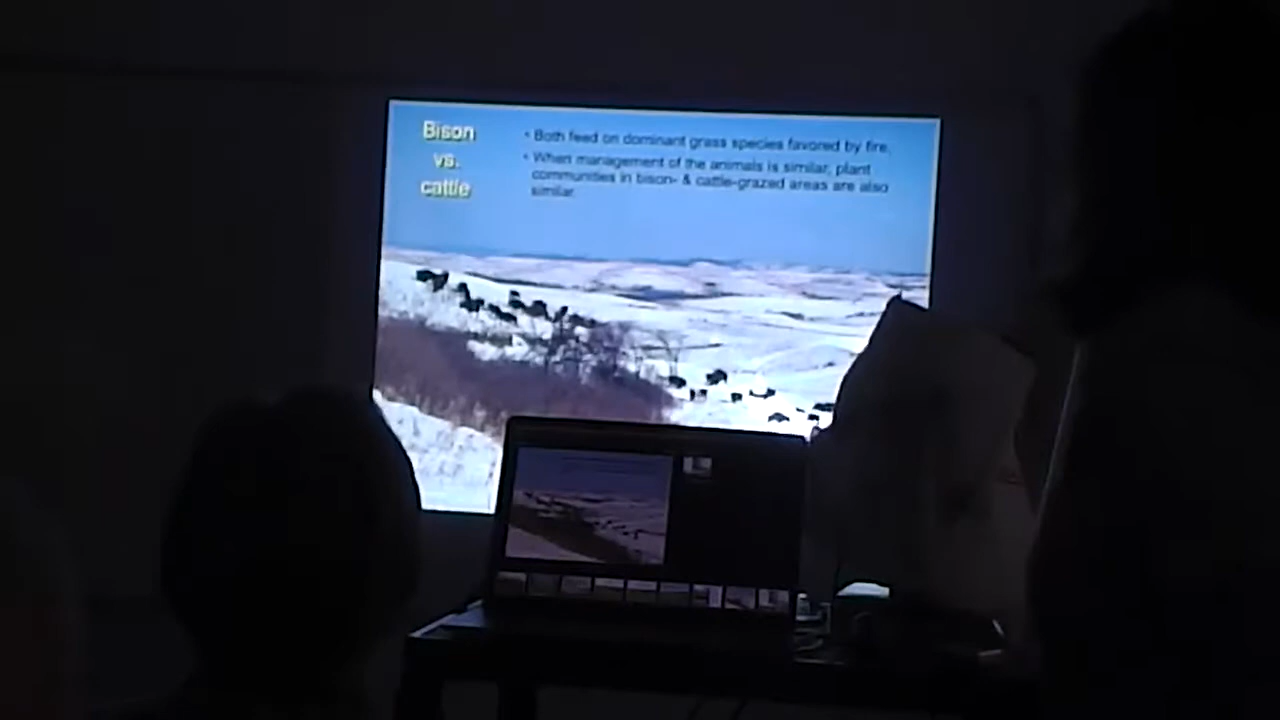 Bison
vs.
cattle
• Both feed on dominant grass species favored by fire.
• When management of the animals is similar, plant
communities in bison- & cattle-grazed areas are also
similar.